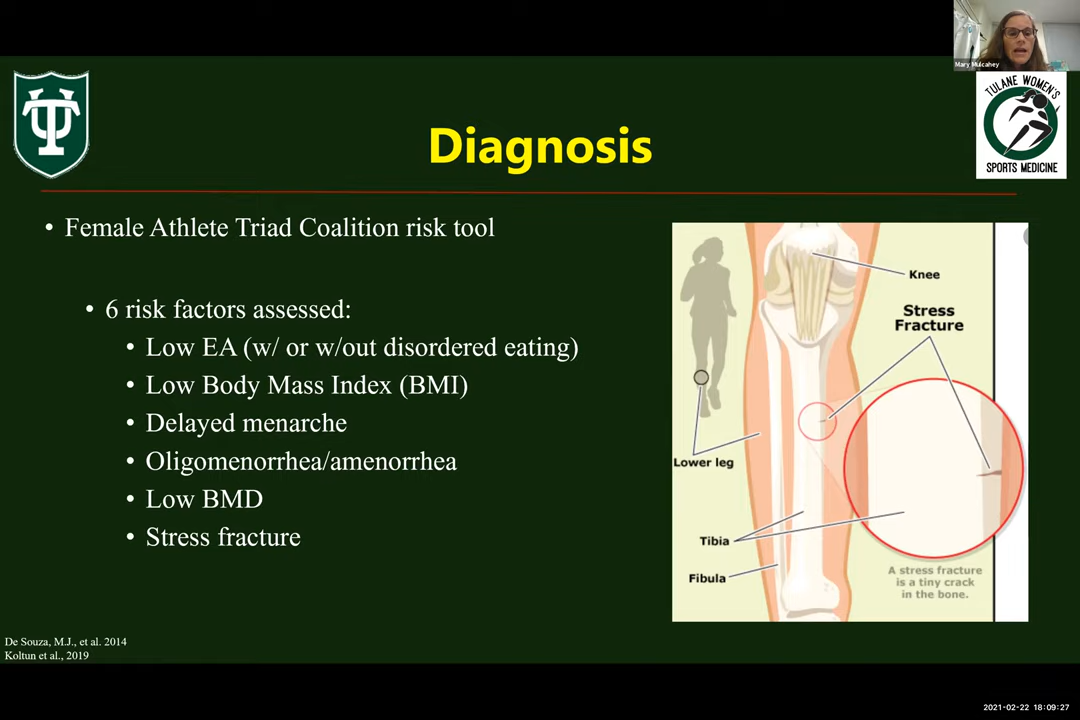 Mary Mulcahey
TULANE WOMEN'S
SPORTS MEDICINE
Diagnosis
• Female Athlete Triad Coalition risk tool
• 6 risk factors assessed:
• Low EA (w/ or w/out disordered eating)
• Low Body Mass Index (BMI)
• Delayed menarche
• Oligomenorrhea/amenorrhea
• Low BMD
• Stress fracture
Knee
Stress
Fracture
Lower leg
Tibia
Fibula
A stress fracture
is a tiny crack
in the bone.
De Souza, M.J., et al. 2014
Koltun et al., 2019
2021-02-22 18:09:27